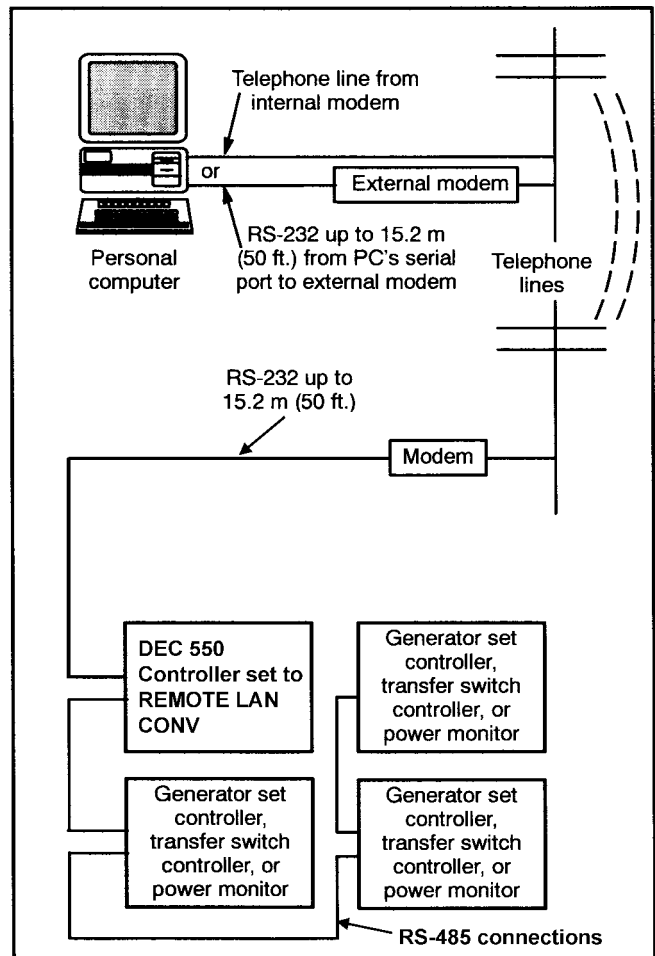 Telephone line from
internal modem
or
External modem
Personal
computer
RS-232 up to 15.2 m
(50 ft.) from PC's serial
port to external modem
Telephone
lines
RS-232 up to
15.2 m (50 ft.)
Modem
DEC 550
Controller set to
REMOTE LAN
CONV
Generator set
controller,
transfer switch
controller, or
power monitor
Generator set
controller,
transfer switch
controller, or
power monitor
Generator set
controller,
transfer switch
controller, or
power monitor
RS-485 connections